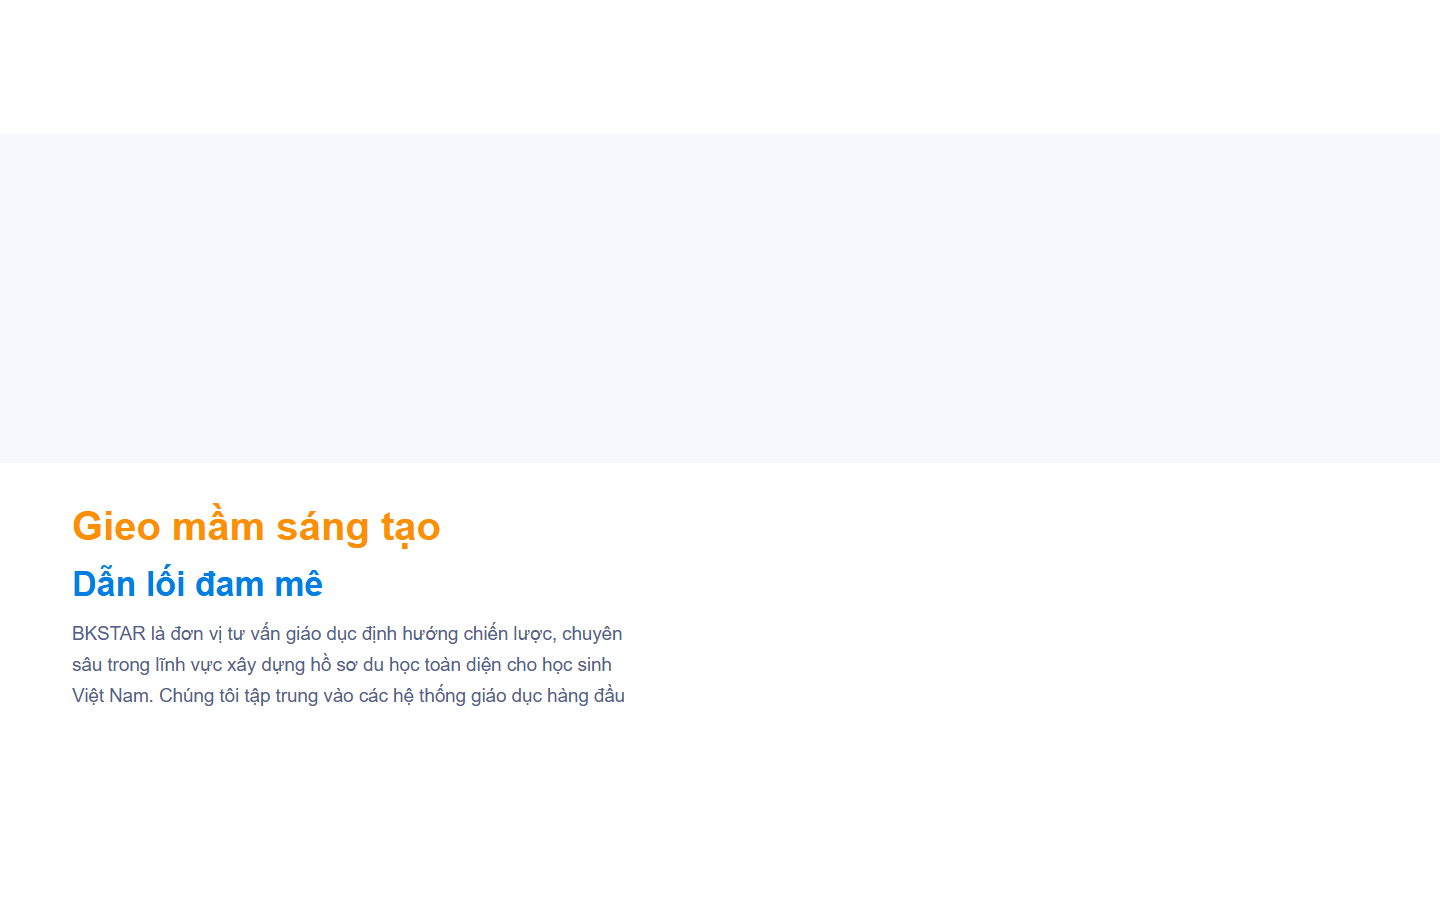 Gieo mầm sáng tạo
Dẫn lối đam mê
BKSTAR là đơn vị tư vấn giáo dục định hướng chiến lược, chuyên
sâu trong lĩnh vực xây dựng hồ sơ du học toàn diện cho học sinh
Việt Nam. Chúng tôi tập trung vào các hệ thống giáo dục hàng đầu